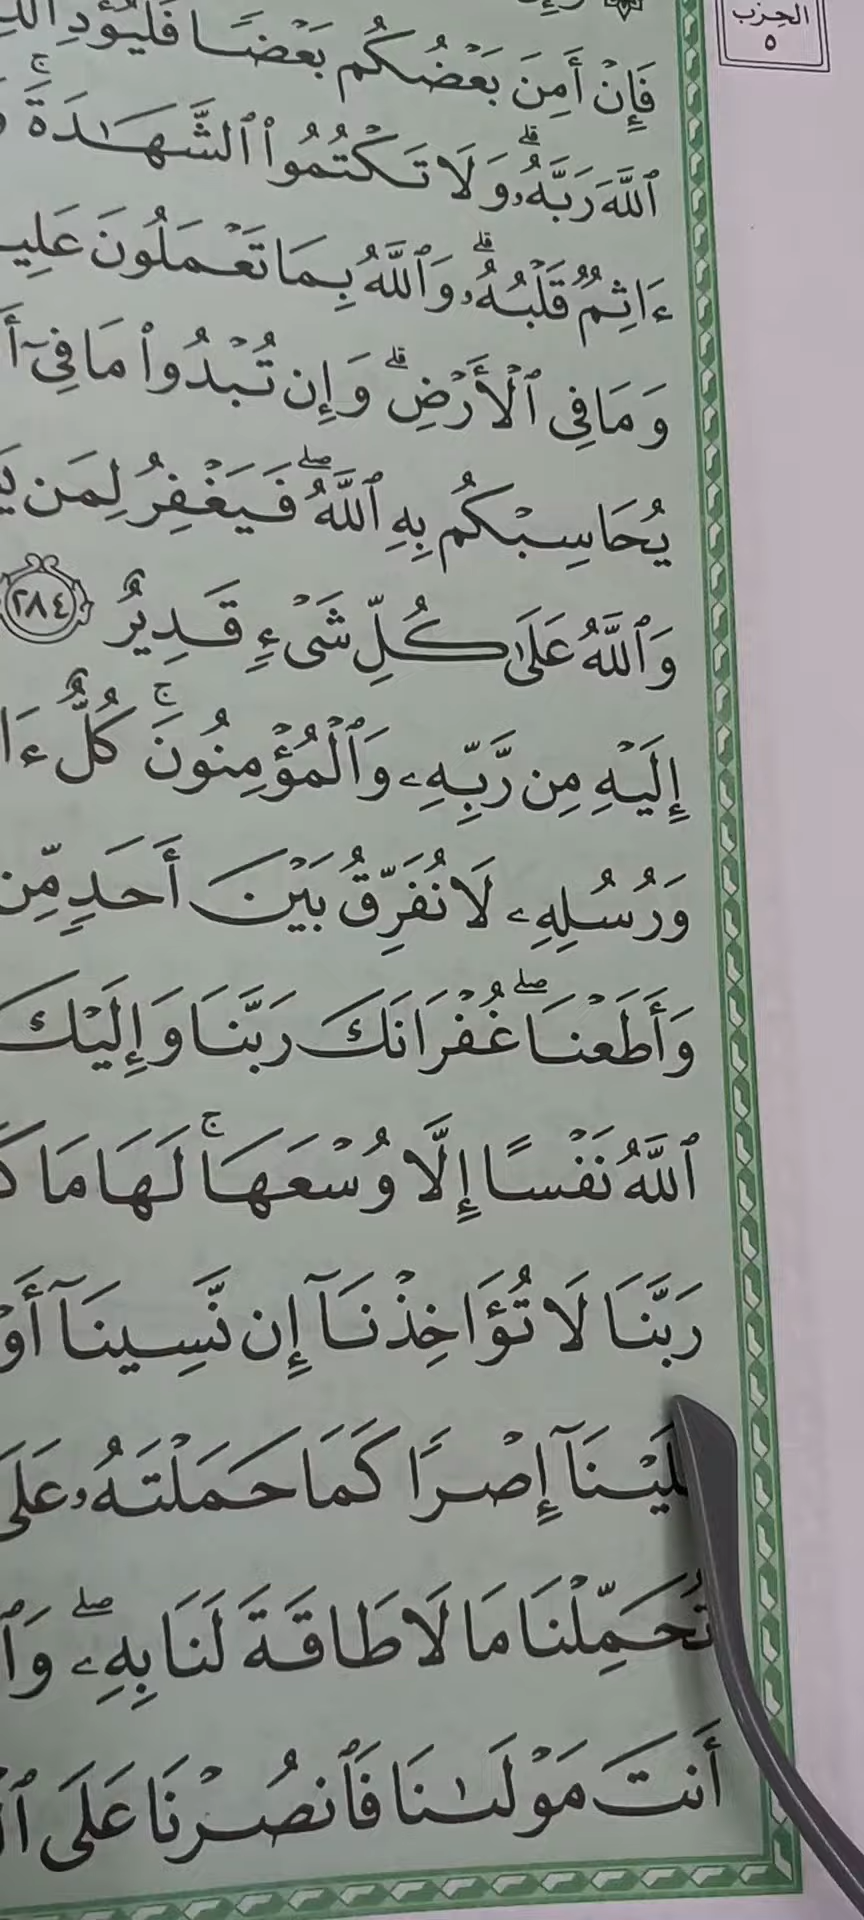 الحزب
٥
فَإِنْ أَمِنَ بَعْضُكُم بَعْضًا فَلْيُؤَدِّ
ٱللَّهَ رَبَّهُۥ ۗ وَلَا تَكْتُمُوا۟ ٱلشَّهَـٰدَةَ ۚ
ءَاثِمٌ قَلْبُهُۥ ۗ وَٱللَّهُ بِمَا تَعْمَلُونَ
وَمَا فِى ٱلْأَرْضِ ۗ وَإِن تُبْدُوا۟ مَا فِىٓ
يُحَاسِبْكُم بِهِ ٱللَّهُ ۖ فَيَغْفِرُ لِمَن
وَٱللَّهُ عَلَىٰ كُلِّ شَىْءٍ قَدِيرٌ ٢٨٤
إِلَيْهِ مِن رَّبِّهِۦ وَٱلْمُؤْمِنُونَ ۚ كُلٌّ
وَرُسُلِهِۦ لَا نُفَرِّقُ بَيْنَ أَحَدٍ مِّن
وَأَطَعْنَا ۖ غُفْرَانَكَ رَبَّنَا وَإِلَيْكَ
ٱللَّهُ نَفْسًا إِلَّا وُسْعَهَا ۚ لَهَا مَا
رَبَّنَا لَا تُؤَاخِذْنَآ إِن نَّسِينَآ أَوْ
عَلَيْنَآ إِصْرًا كَمَا حَمَلْتَهُۥ عَلَى
تُحَمِّلْنَا مَا لَا طَاقَةَ لَنَا بِهِۦ ۖ
أَنتَ مَوْلَىٰنَا فَٱنصُرْنَا عَلَى